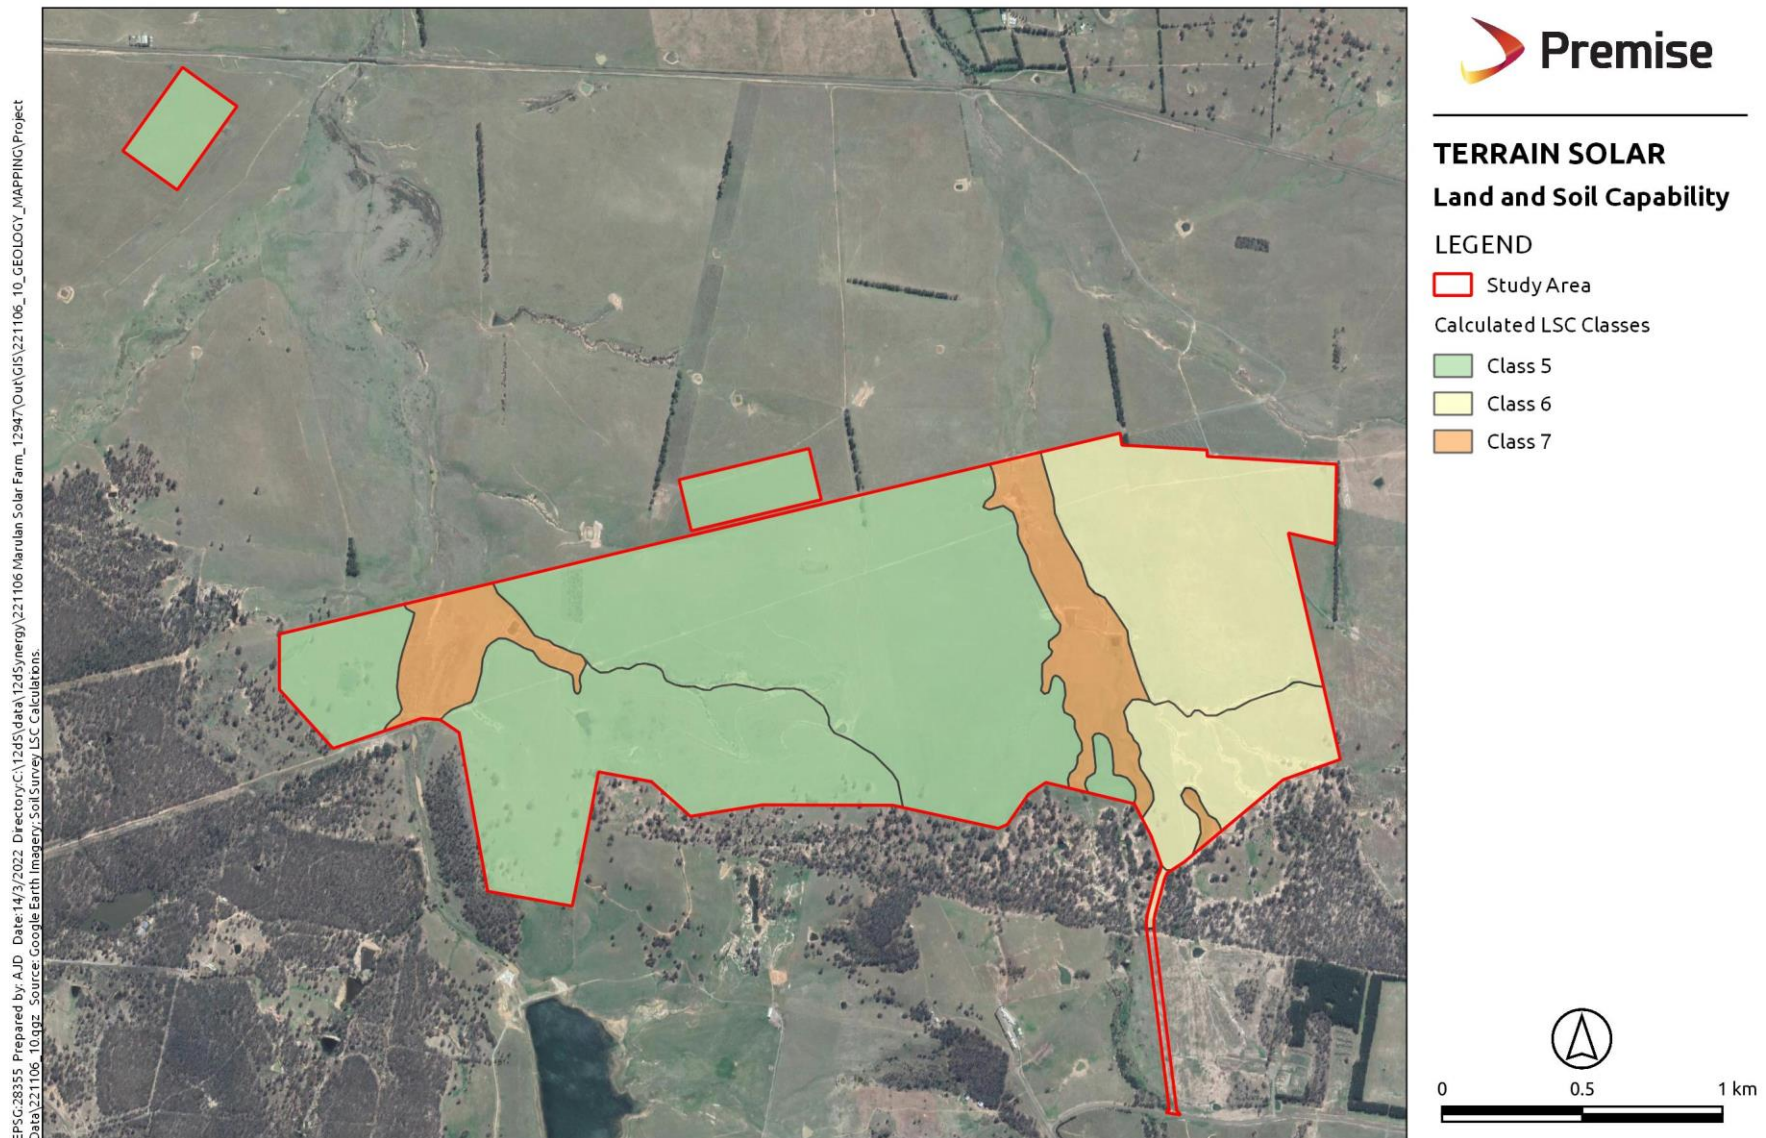 Premise
TERRAIN SOLAR
Land and Soil Capability
LEGEND
Study Area
Calculated LSC Classes
Class 5
Class 6
Class 7
0 0.5 1 km
EPSG:28355 Prepared by: AJD Date:14/3/2022 Directory:C:\12dS\data\12dSynergy\221106 Marulan Solar Farm_12947\Out\GIS\221106_10_GEOLOGY_MAPPING\Project
Data\221106_10.qgz Source: Google Earth Imagery; Soil Survey LSC Calculations.